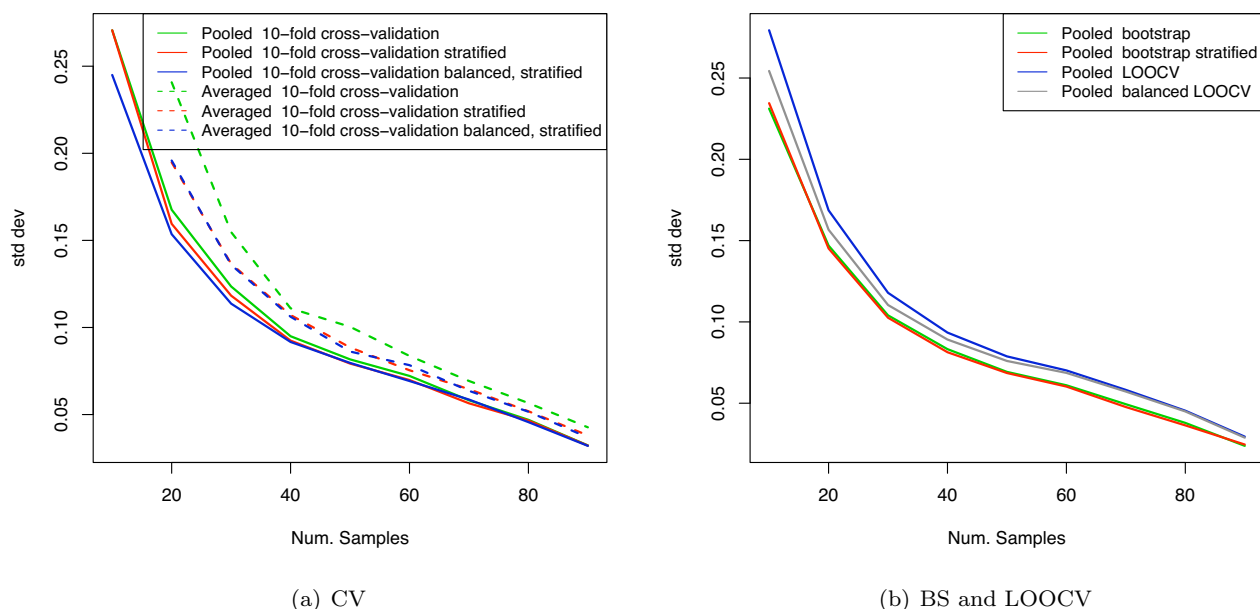 Pooled 10−fold cross−validation
Pooled 10−fold cross−validation stratified
Pooled 10−fold cross−validation balanced, stratified
Averaged 10−fold cross−validation
Averaged 10−fold cross−validation stratified
Averaged 10−fold cross−validation balanced, stratified
std dev
0.25
0.20
0.15
0.10
0.05
20 40 60 80
Num. Samples
(a) CV
Pooled bootstrap
Pooled bootstrap stratified
Pooled LOOCV
Pooled balanced LOOCV
std dev
0.25
0.20
0.15
0.10
0.05
20 40 60 80
Num. Samples
(b) BS and LOOCV